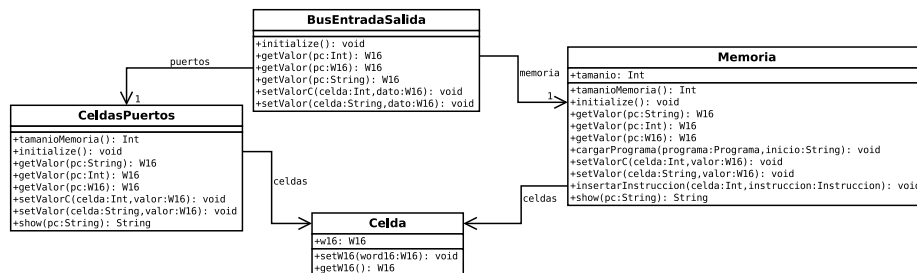 BusEntradaSalida
+initialize(): void
+getValor(pc:Int): W16
+getValor(pc:W16): W16
+getValor(pc:String): W16
+setValorC(celda:Int,dato:W16): void
+setValor(celda:String,dato:W16): void
puertos
1
memoria
1
Memoria
+tamanio: Int
+tamanioMemoria(): Int
+initialize(): void
+getValor(pc:String): W16
+getValor(pc:Int): W16
+getValor(pc:W16): W16
+cargarPrograma(programa:Programa,inicio:String): void
+setValorC(celda:Int,valor:W16): void
+setValor(celda:String,valor:W16): void
+insertarInstruccion(celda:Int,instruccion:Instruccion): void
+show(pc:String): String
CeldasPuertos
+tamanioMemoria(): Int
+initialize(): void
+getValor(pc:String): W16
+getValor(pc:Int): W16
+getValor(pc:W16): W16
+setValorC(celda:Int,valor:W16): void
+setValor(celda:String,valor:W16): void
+show(pc:String): String
celdas
celdas
Celda
+w16: W16
+setW16(word16:W16): void
+getW16(): W16